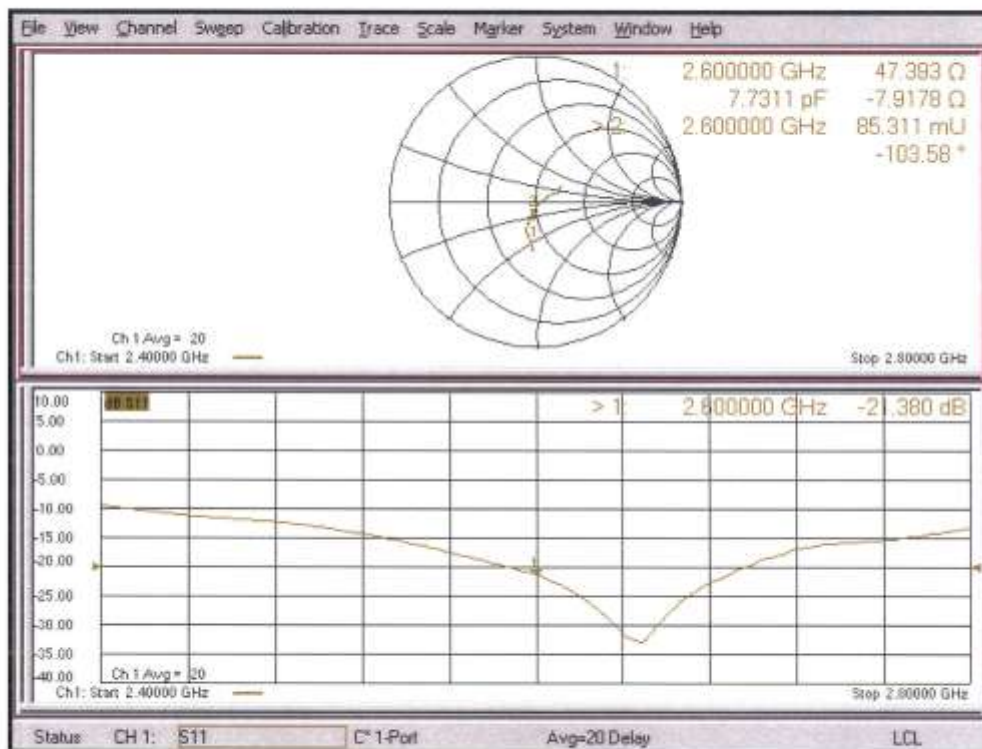 File View Channel Sweep Calibration Trace Scale Marker System Window Help
1: 2.600000 GHz 47.393 Ω
7.7311 pF -7.9178 Ω
> 2: 2.600000 GHz 85.311 mU
-103.58 °
Ch 1 Avg = 20
Ch1: Start 2.40000 GHz
Stop 2.80000 GHz
10.00
dB S11
> 1: 2.600000 GHz -21.380 dB
5.00
0.00
-5.00
-10.00
-15.00
-20.00
1
-25.00
-30.00
-35.00
-40.00
Ch 1 Avg = 20
Ch1: Start 2.40000 GHz
Stop 2.80000 GHz
Status CH 1: S11 C* 1-Port Avg=20 Delay LCL